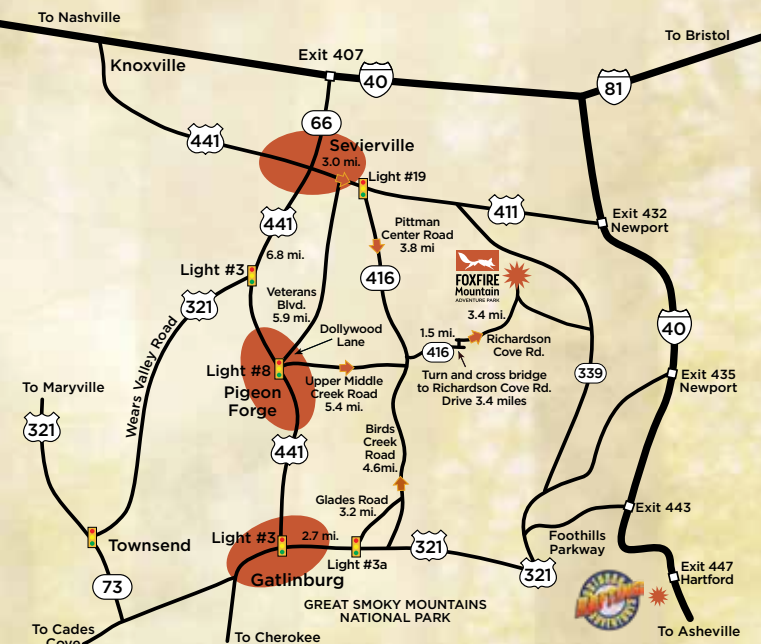 To Nashville
To Bristol
Knoxville
Exit 407
40
81
66
441
Sevierville
3.0 mi.
Light #19
441
411
Exit 432
Newport
Pittman
Center Road
3.8 mi
6.8 mi.
Light #3
416
FOXFIRE
Mountain
ADVENTURE PARK
321
Veterans
Blvd.
5.9 mi.
40
3.4 mi.
Dollywood
Lane
1.5 mi.
416
Richardson
Cove Rd.
Wears Valley Road
Light #8
Pigeon
Forge
Upper Middle
Creek Road
5.4 mi.
Turn and cross bridge
to Richardson Cove Rd.
Drive 3.4 miles
339
Exit 435
Newport
To Maryville
321
441
Birds
Creek
Road
4.6mi.
Glades Road
3.2 mi.
Exit 443
Light #3
2.7 mi.
Townsend
Light #3a
321
Foothills
Parkway
321
Exit 447
Hartford
73
Gatlinburg
GREAT SMOKY MOUNTAINS
NATIONAL PARK
OUTDOOR
RAFTING
ADVENTURES
To Cades
Cove
To Cherokee
To Asheville